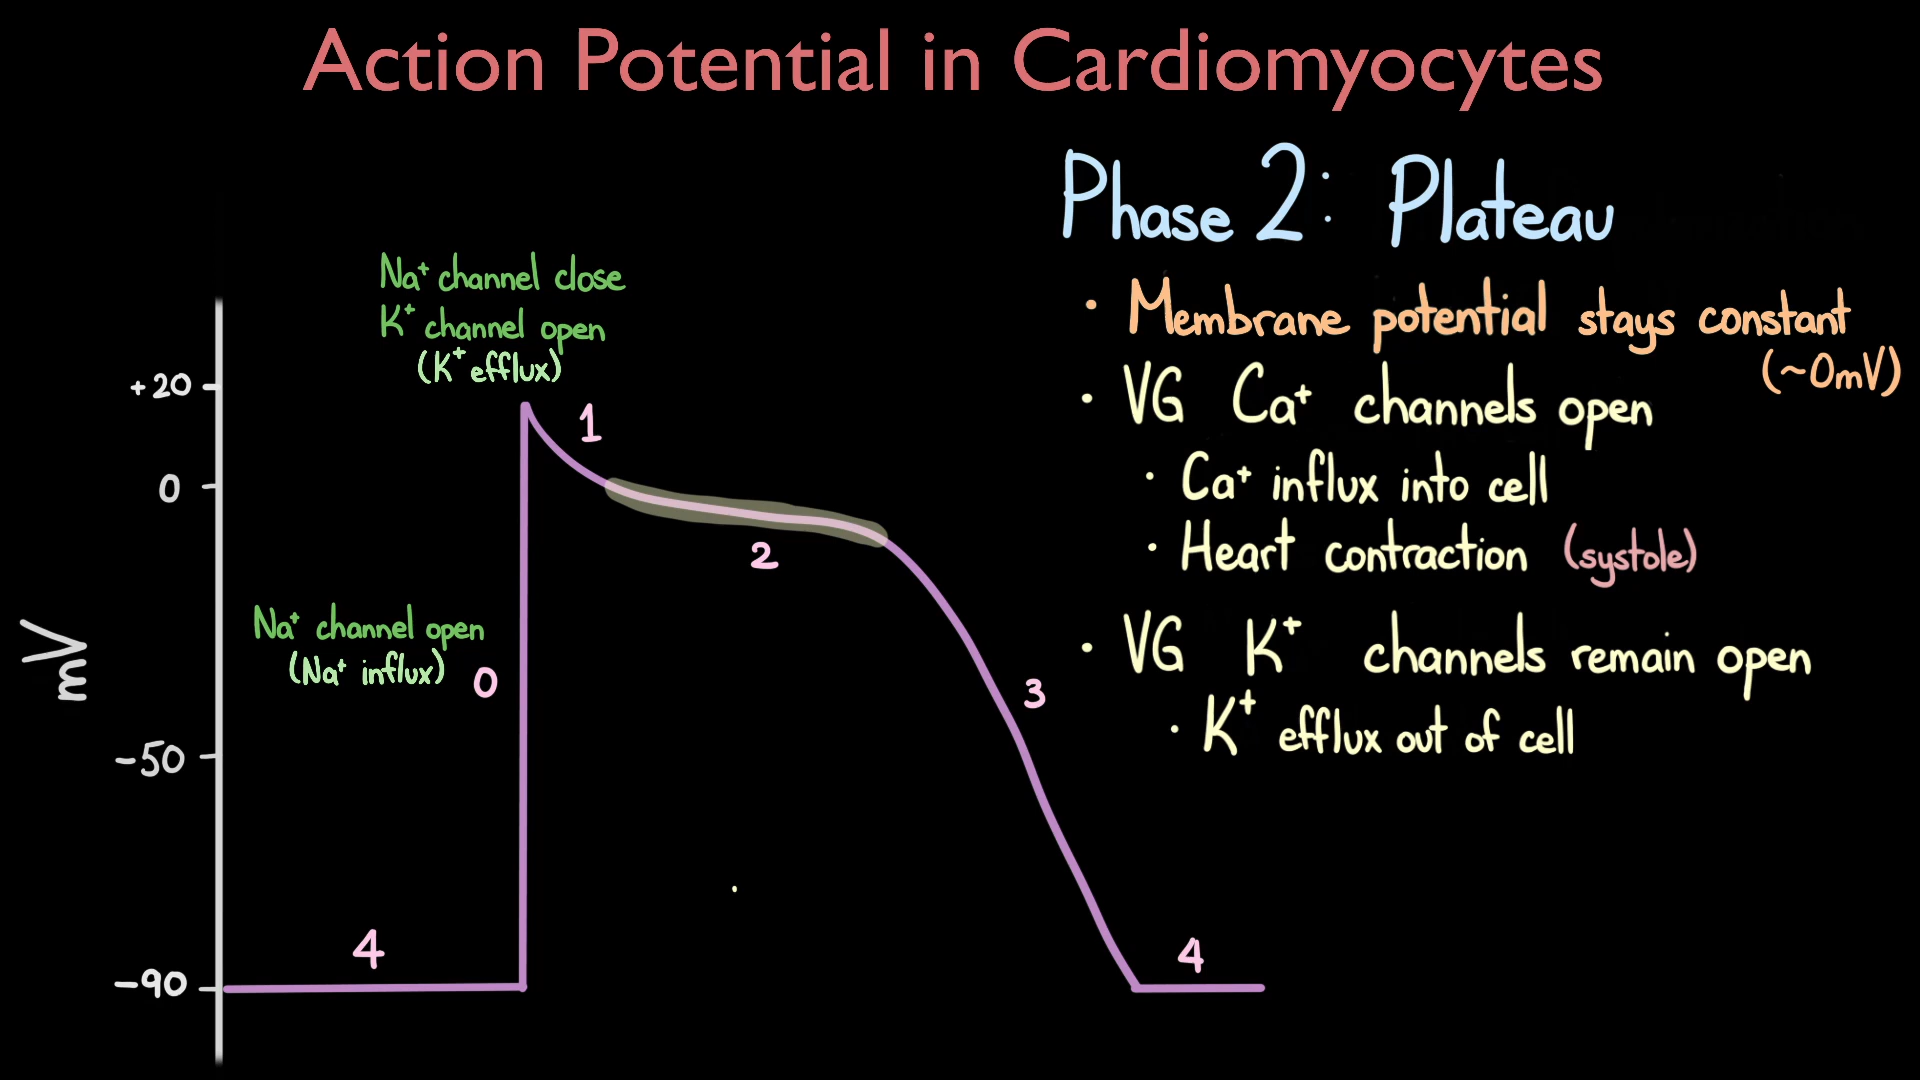 Action Potential in Cardiomyocytes
Phase 2: Plateau
• Membrane potential stays constant
(~0mV)
• VG Ca⁺ channels open
• Ca⁺ influx into cell
• Heart contraction (systole)
• VG K⁺ channels remain open
• K⁺ efflux out of cell
Na⁺ channel close
K⁺ channel open
(K⁺ efflux)
+20
1
0
2
Na⁺ channel open
(Na⁺ influx)
0
3
mV
-50
4
4
-90